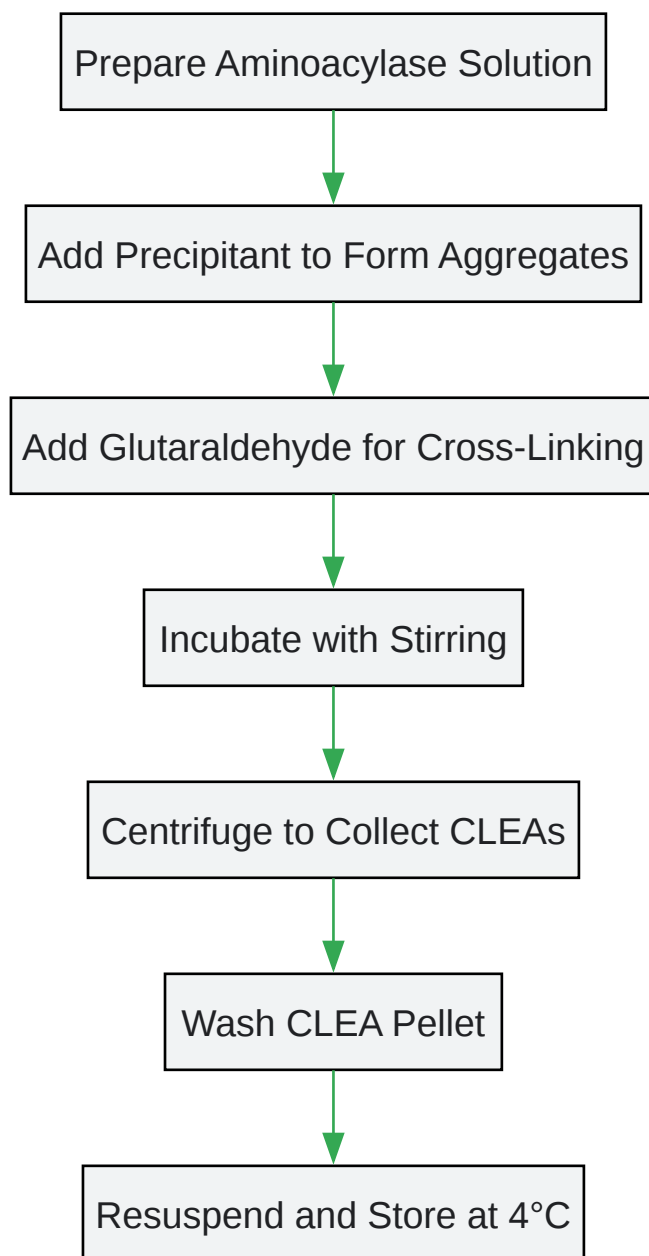 Prepare Aminoacylase Solution
Add Precipitant to Form Aggregates
Add Glutaraldehyde for Cross-Linking
Incubate with Stirring
Centrifuge to Collect CLEAs
Wash CLEA Pellet
Resuspend and Store at 4°C